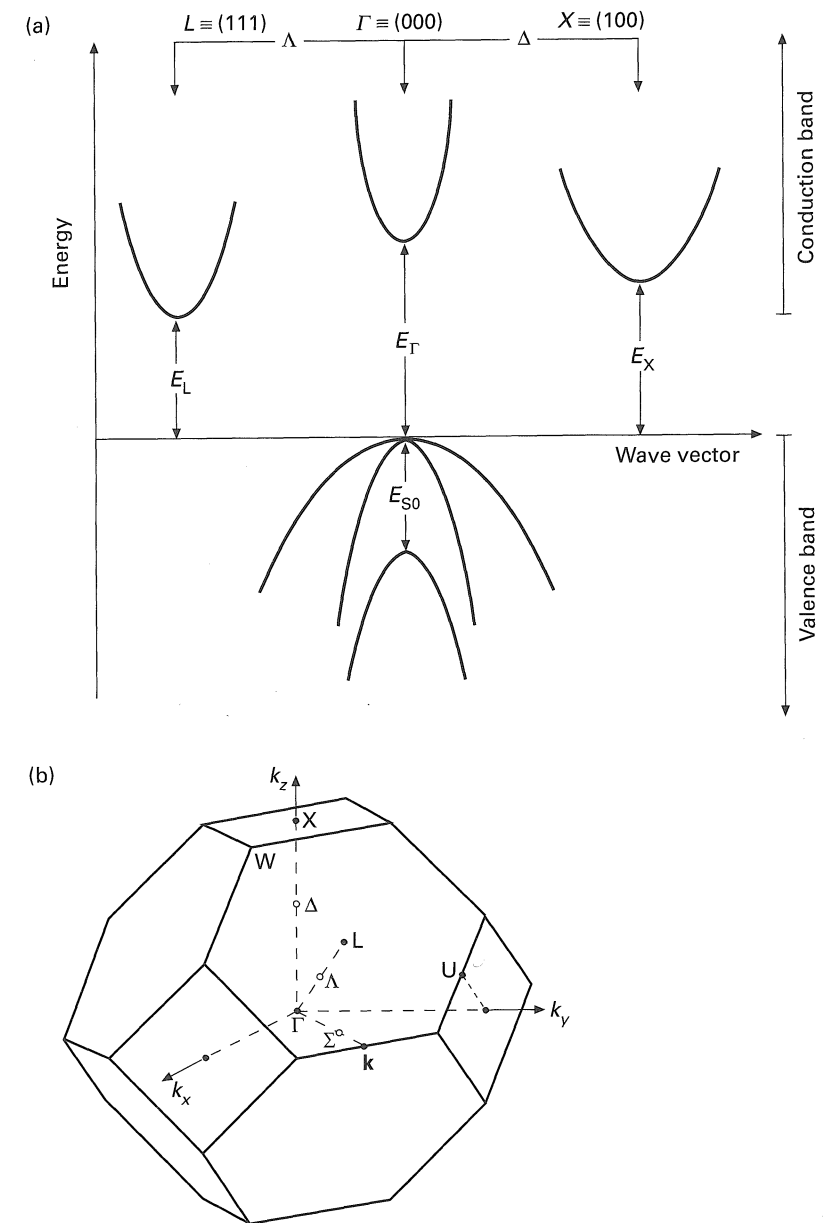 (a)
L ≡ (111)
Γ ≡ (000)
X ≡ (100)
Λ
Δ
Energy
Conduction band
E_L
E_Γ
E_X
Wave vector
E_S0
Valence band
(b)
k_z
X
W
Δ
L
Λ
U
Γ
k_y
Σ
k
k_x